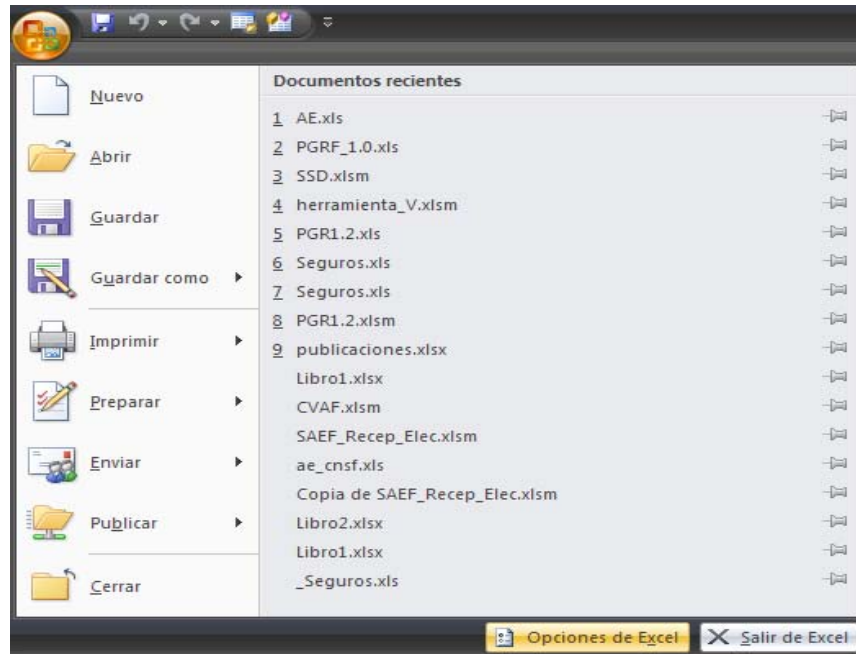 Nuevo
Abrir
Guardar
Guardar como
Imprimir
Preparar
Enviar
Publicar
Cerrar
Documentos recientes
1 AE.xls
2 PGRF_1.0.xls
3 SSD.xlsm
4 herramienta_V.xlsm
5 PGR1.2.xls
6 Seguros.xls
7 Seguros.xls
8 PGR1.2.xlsm
9 publicaciones.xlsx
Libro1.xlsx
CVAF.xlsm
SAEF_Recep_Elec.xlsm
ae_cnsf.xls
Copia de SAEF_Recep_Elec.xlsm
Libro2.xlsx
Libro1.xlsx
_Seguros.xls
Opciones de Excel
Salir de Excel